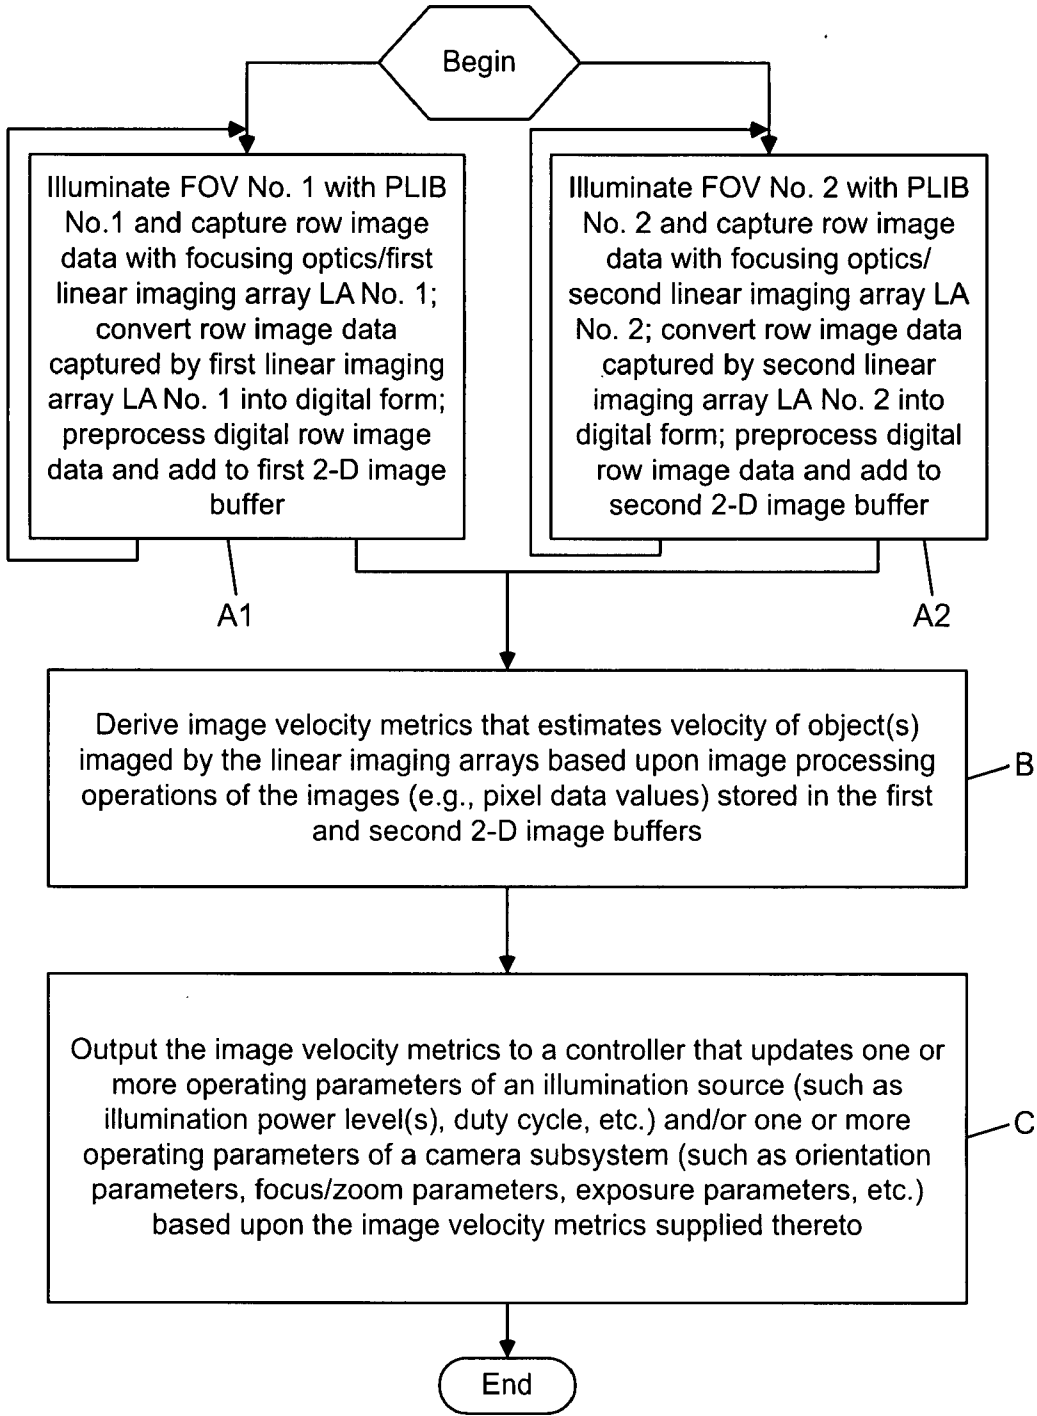 Begin
Illuminate FOV No. 1 with PLIB
No.1 and capture row image
data with focusing optics/first
linear imaging array LA No. 1;
convert row image data
captured by first linear imaging
array LA No. 1 into digital form;
preprocess digital row image
data and add to first 2-D image
buffer
Illuminate FOV No. 2 with PLIB
No. 2 and capture row image
data with focusing optics/
second linear imaging array LA
No. 2; convert row image data
captured by second linear
imaging array LA No. 2 into
digital form; preprocess digital
row image data and add to
second 2-D image buffer
A1
A2
Derive image velocity metrics that estimates velocity of object(s)
imaged by the linear imaging arrays based upon image processing
operations of the images (e.g., pixel data values) stored in the first
and second 2-D image buffers
B
Output the image velocity metrics to a controller that updates one or
more operating parameters of an illumination source (such as
illumination power level(s), duty cycle, etc.) and/or one or more
operating parameters of a camera subsystem (such as orientation
parameters, focus/zoom parameters, exposure parameters, etc.)
based upon the image velocity metrics supplied thereto
C
End